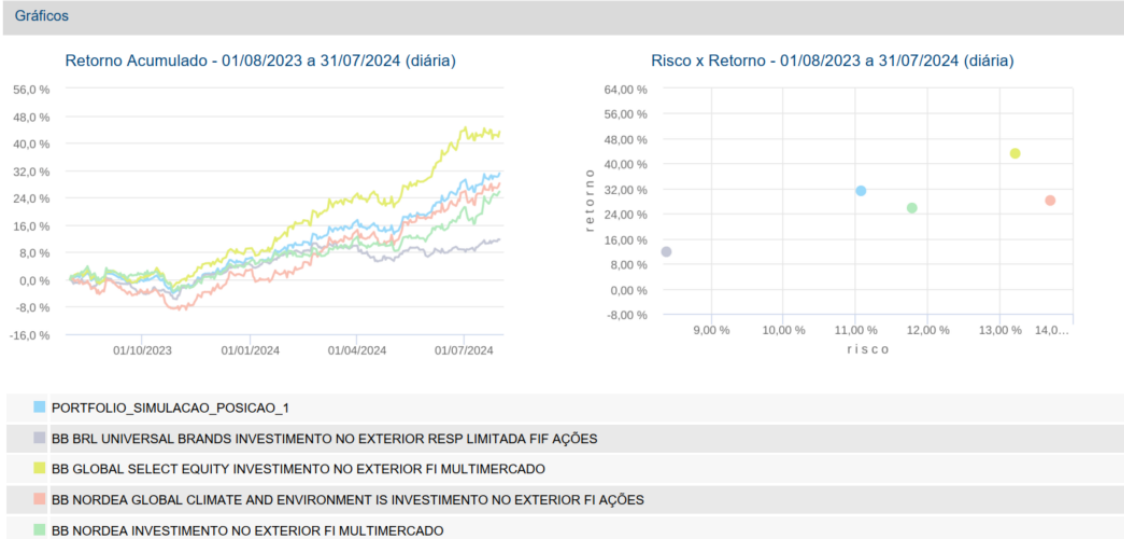 Gráficos
Retorno Acumulado - 01/08/2023 a 31/07/2024 (diária)
56,0 %
48,0 %
40,0 %
32,0 %
24,0 %
16,0 %
8,0 %
0,0 %
-8,0 %
-16,0 %
01/10/2023 01/01/2024 01/04/2024 01/07/2024
Risco x Retorno - 01/08/2023 a 31/07/2024 (diária)
retorno
64,00 %
56,00 %
48,00 %
40,00 %
32,00 %
24,00 %
16,00 %
8,00 %
0,00 %
-8,00 %
9,00 % 10,00 % 11,00 % 12,00 % 13,00 % 14,0...
risco
PORTFOLIO_SIMULACAO_POSICAO_1
BB BRL UNIVERSAL BRANDS INVESTIMENTO NO EXTERIOR RESP LIMITADA FIF AÇÕES
BB GLOBAL SELECT EQUITY INVESTIMENTO NO EXTERIOR FI MULTIMERCADO
BB NORDEA GLOBAL CLIMATE AND ENVIRONMENT IS INVESTIMENTO NO EXTERIOR FI AÇÕES
BB NORDEA INVESTIMENTO NO EXTERIOR FI MULTIMERCADO